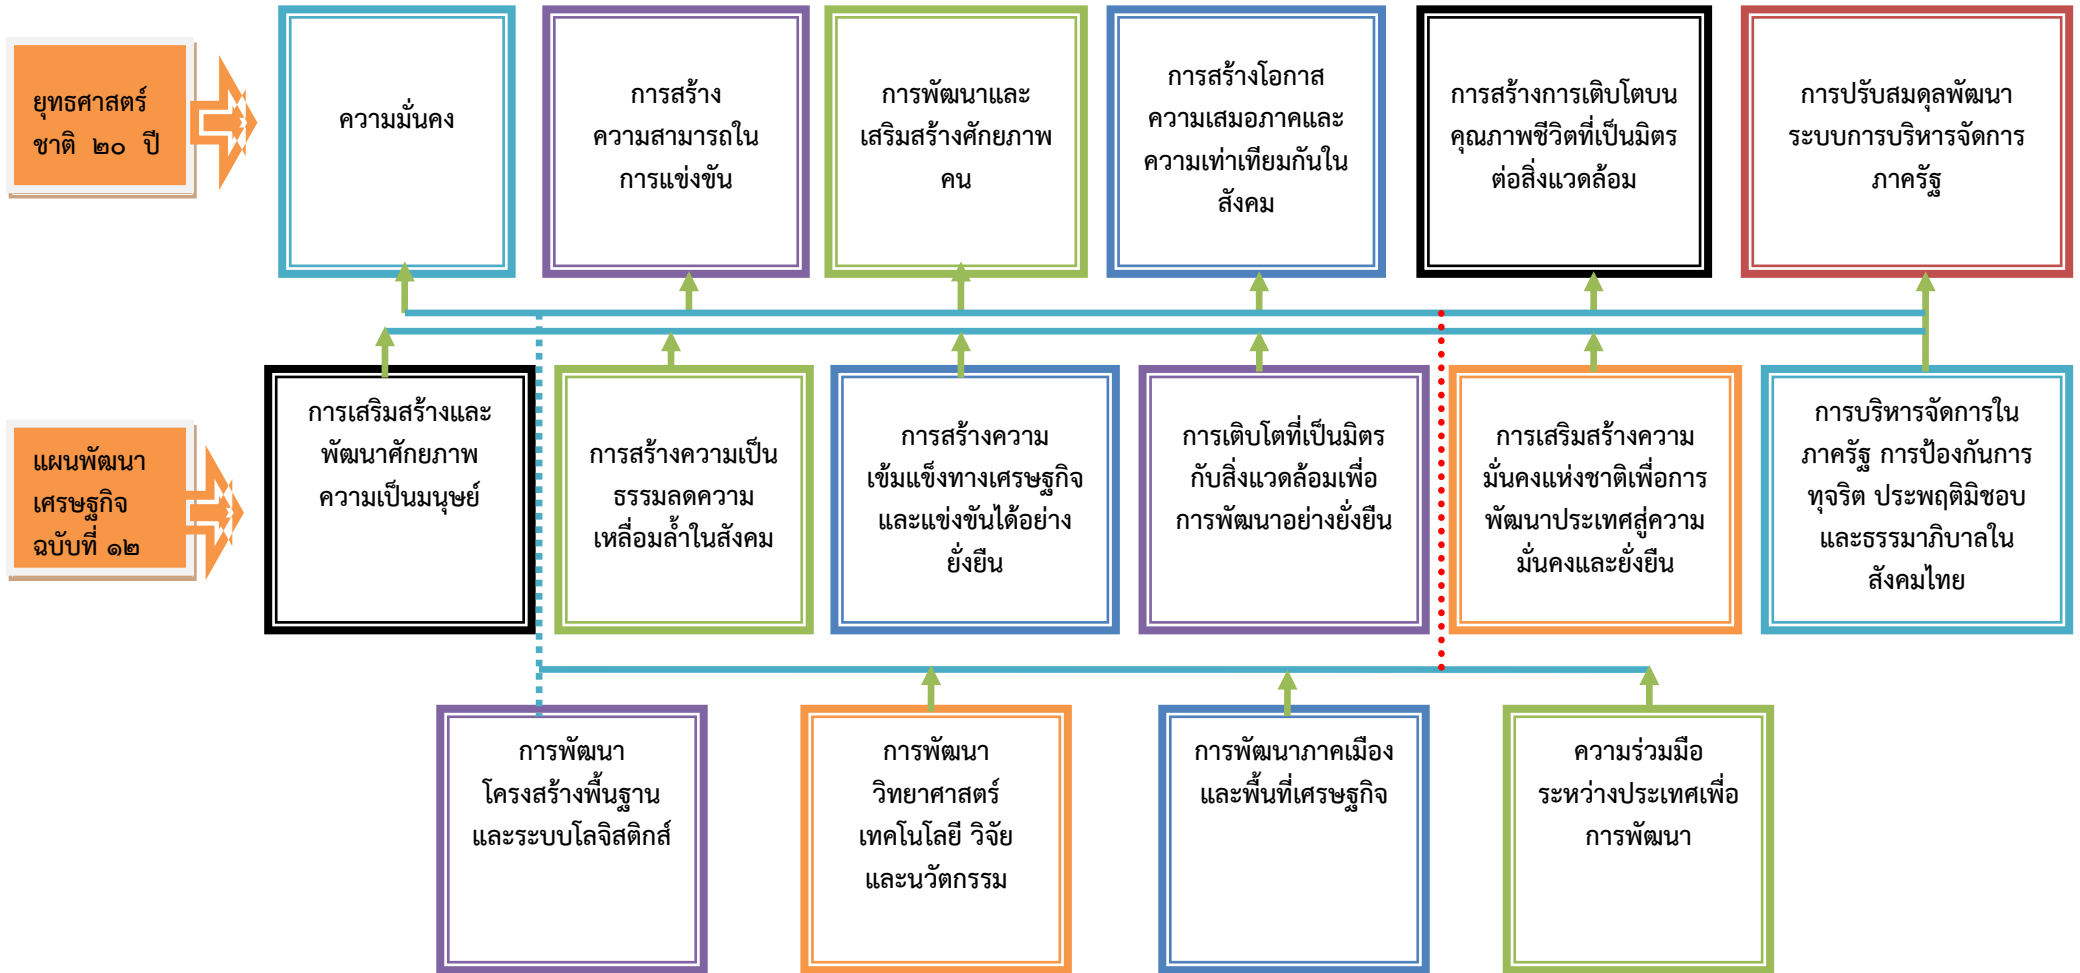 ยุทธศาสตร์
ชาติ ๒๐ ปี
ความมั่นคง
การสร้าง
ความสามารถใน
การแข่งขัน
การพัฒนาและ
เสริมสร้างศักยภาพ
คน
การสร้างโอกาส
ความเสมอภาคและ
ความเท่าเทียมกันใน
สังคม
การสร้างการเติบโตบน
คุณภาพชีวิตที่เป็นมิตร
ต่อสิ่งแวดล้อม
การปรับสมดุลพัฒนา
ระบบการบริหารจัดการ
ภาครัฐ
แผนพัฒนา
เศรษฐกิจ
ฉบับที่ ๑๒
การเสริมสร้างและ
พัฒนาศักยภาพ
ความเป็นมนุษย์
การสร้างความเป็น
ธรรมลดความ
เหลื่อมล้ำในสังคม
การสร้างความ
เข้มแข็งทางเศรษฐกิจ
และแข่งขันได้อย่าง
ยั่งยืน
การเติบโตที่เป็นมิตร
กับสิ่งแวดล้อมเพื่อ
การพัฒนาอย่างยั่งยืน
การเสริมสร้างความ
มั่นคงแห่งชาติเพื่อการ
พัฒนาประเทศสู่ความ
มั่นคงและยั่งยืน
การบริหารจัดการใน
ภาครัฐ การป้องกันการ
ทุจริต ประพฤติมิชอบ
และธรรมาภิบาลใน
สังคมไทย
การพัฒนา
โครงสร้างพื้นฐาน
และระบบโลจิสติกส์
การพัฒนา
วิทยาศาสตร์
เทคโนโลยี วิจัย
และนวัตกรรม
การพัฒนาภาคเมือง
และพื้นที่เศรษฐกิจ
ความร่วมมือ
ระหว่างประเทศเพื่อ
การพัฒนา